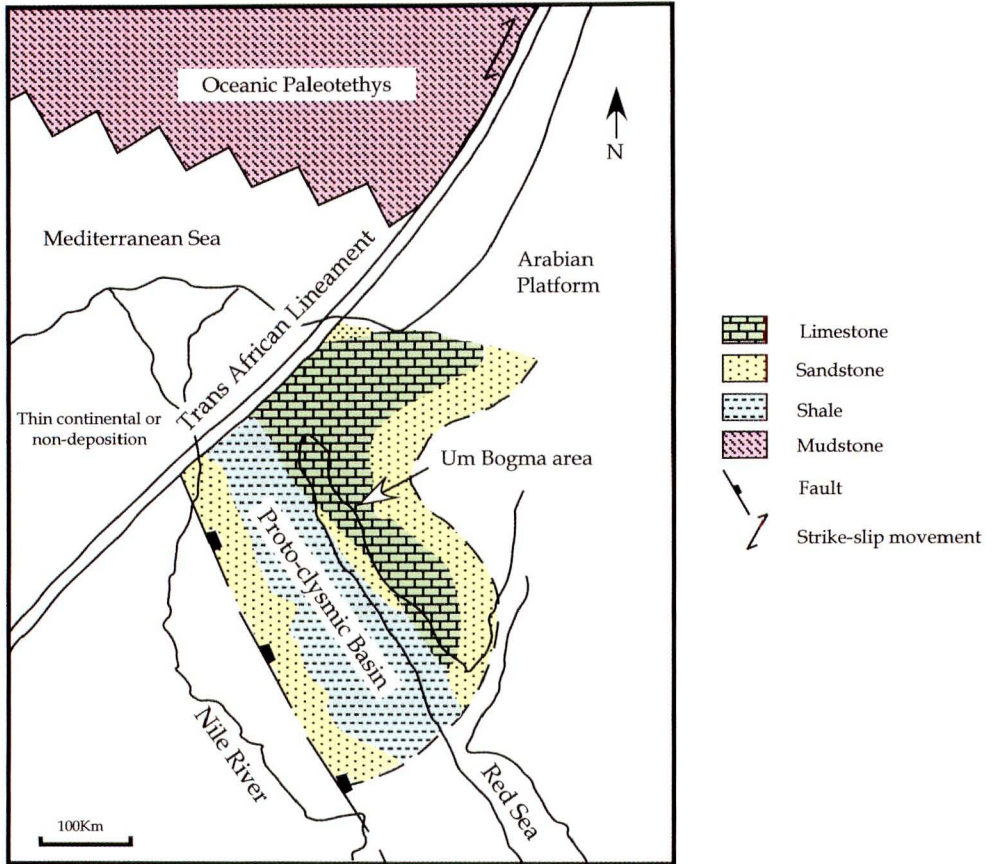 Oceanic Paleotethys
N
Mediterranean Sea
Trans African Lineament
Arabian
Platform
Thin continental or
non-deposition
Um Bogma area
Proto-clysmic Basin
Nile River
Red Sea
100Km
Limestone
Sandstone
Shale
Mudstone
Fault
Strike-slip movement